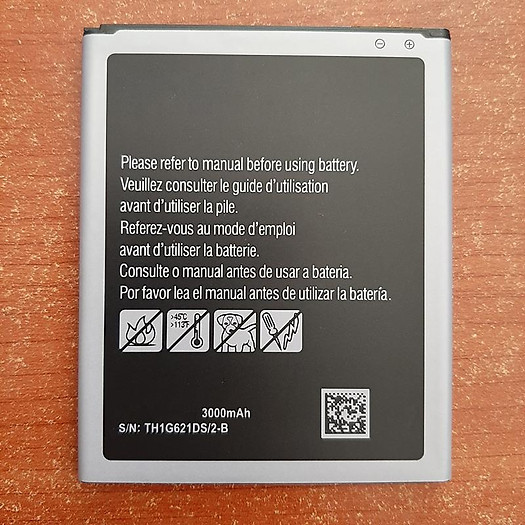 ⊖ ⊕
Please refer to manual before using battery.
Veuillez consulter le guide d'utilisation
avant d'utiliser la pile.
Referez-vous au mode d'emploi
avant d'utiliser la batterie.
Consulte o manual antes de usar a bateria.
Por favor lea el manual antes de utilizar la batería.
>45℃
>113℉
3000mAh
S/N: TH1G621DS/2-B